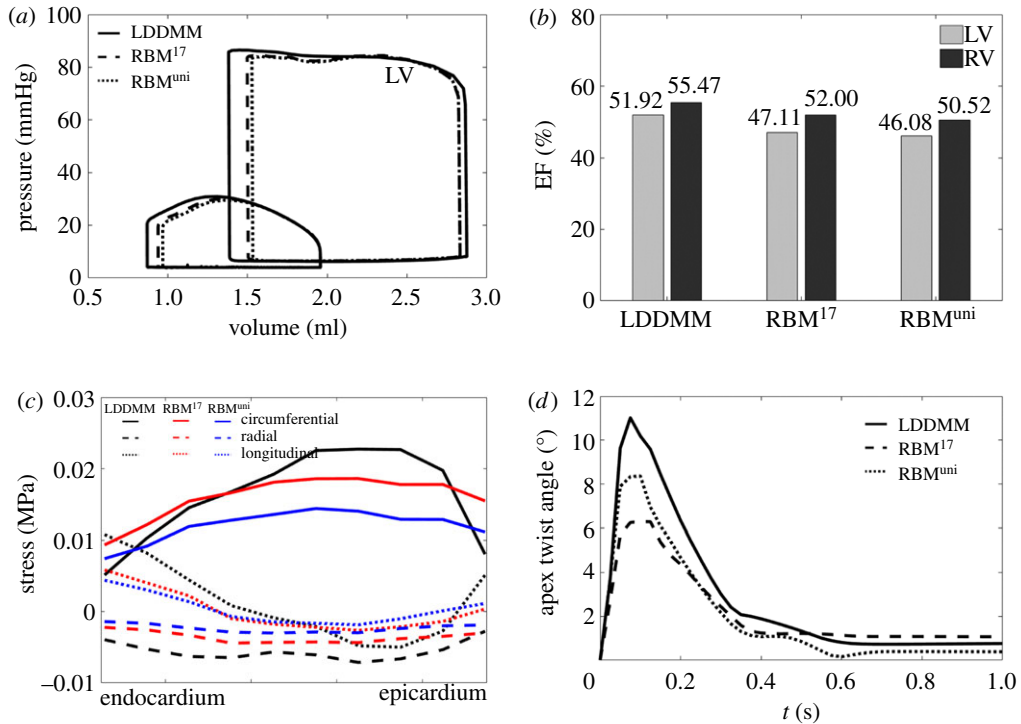 (a)
100
80
60
40
20
0
pressure (mmHg)
LDDMM
RBM¹⁷
RBMᵘⁿⁱ
LV
0.5 1.0 1.5 2.0 2.5 3.0
volume (ml)
(b)
80
60
40
20
0
EF (%)
LV
RV
51.92 55.47 47.11 52.00 46.08 50.52
LDDMM RBM¹⁷ RBMᵘⁿⁱ
(c)
0.03
0.02
0.01
0
–0.01
stress (MPa)
LDDMM RBM¹⁷ RBMᵘⁿⁱ
circumferential
radial
longitudinal
endocardium epicardium
(d)
12
10
8
6
4
2
apex twist angle (°)
LDDMM
RBM¹⁷
RBMᵘⁿⁱ
0 0.2 0.4 0.6 0.8 1.0
t (s)